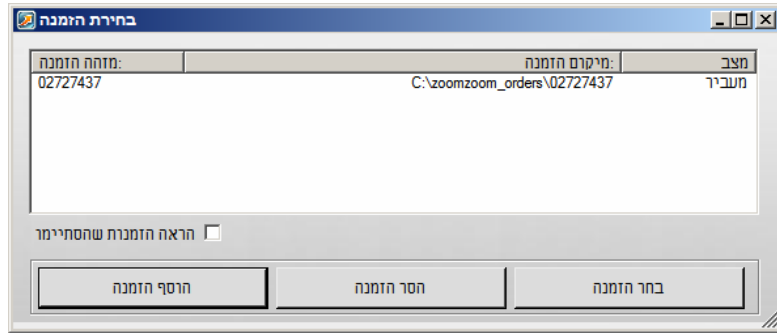 בחירת הזמנה
מצב מיקום הזמנה: מזהה הזמנה:
מעביר C:\zoomzoom_orders\02727437 02727437
הראה הזמנות שהסתיימו
בחר הזמנה הסר הזמנה הוסף הזמנה